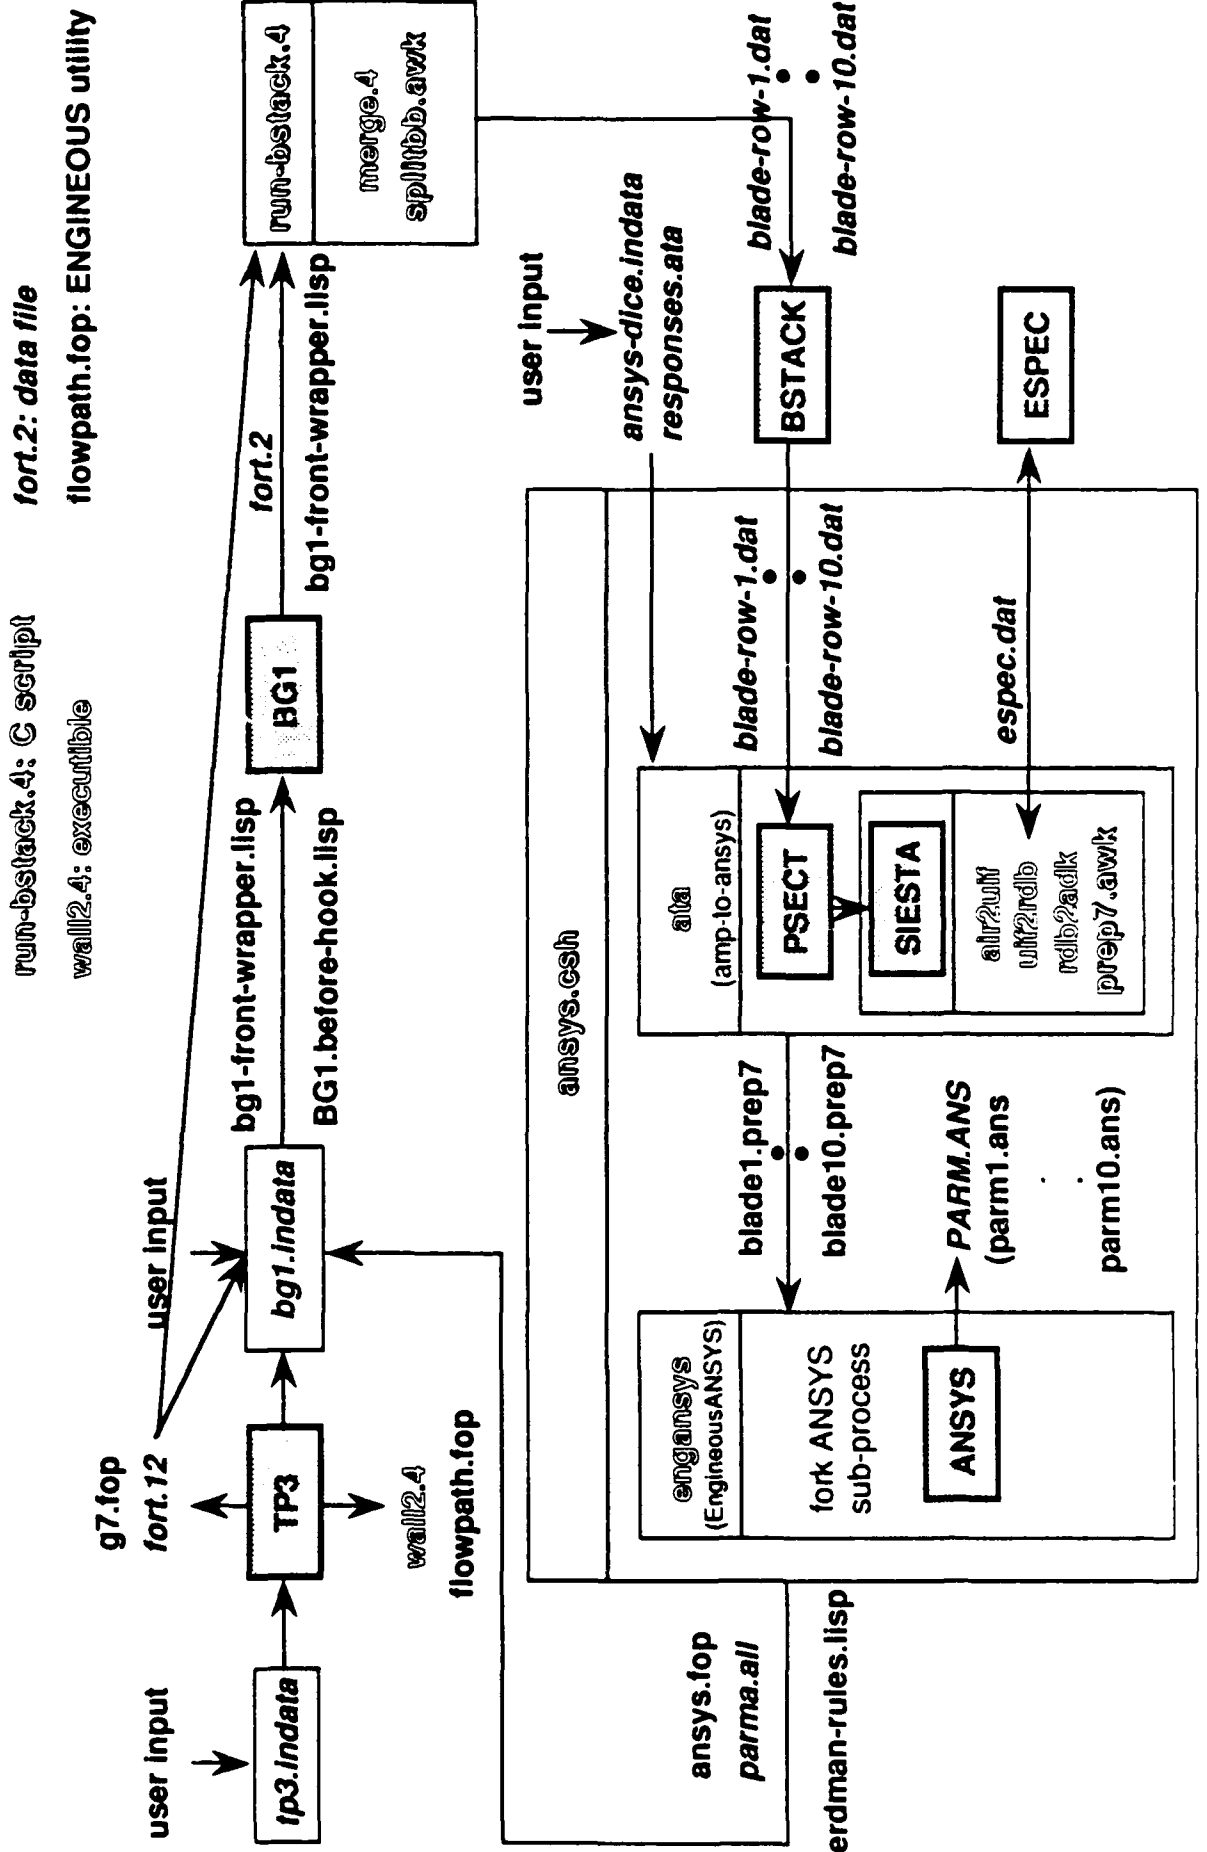 run-bstack.4: C script
fort.2: data file
wall2.4: executible
flowpath.fop: ENGINEOUS utility
user input
tp3.indata
g7.fop
fort.12
TP3
wall2.4
flowpath.fop
user input
bg1.indata
bg1-front-wrapper.lisp
BG1.before-hook.lisp
BG1
fort.2
bg1-front-wrapper.lisp
run-bstack.4
merge.4
splitbb.awk
user input
ansys-dice.indata
responses.ata
blade-row-1.dat
blade-row-10.dat
BSTACK
ESPEC
ansys.csh
blade-row-1.dat
blade-row-10.dat
espec.dat
ata
(amp-to-ansys)
PSECT
SIESTA
air2uif
uif2rdb
rdb2adk
prep7.awk
blade1.prep7
blade10.prep7
PARM.ANS
(parm1.ans
.
.
parm10.ans)
engansys
(EngineousANSYS)
fork ANSYS
sub-process
ANSYS
ansys.fop
parma.all
erdman-rules.lisp